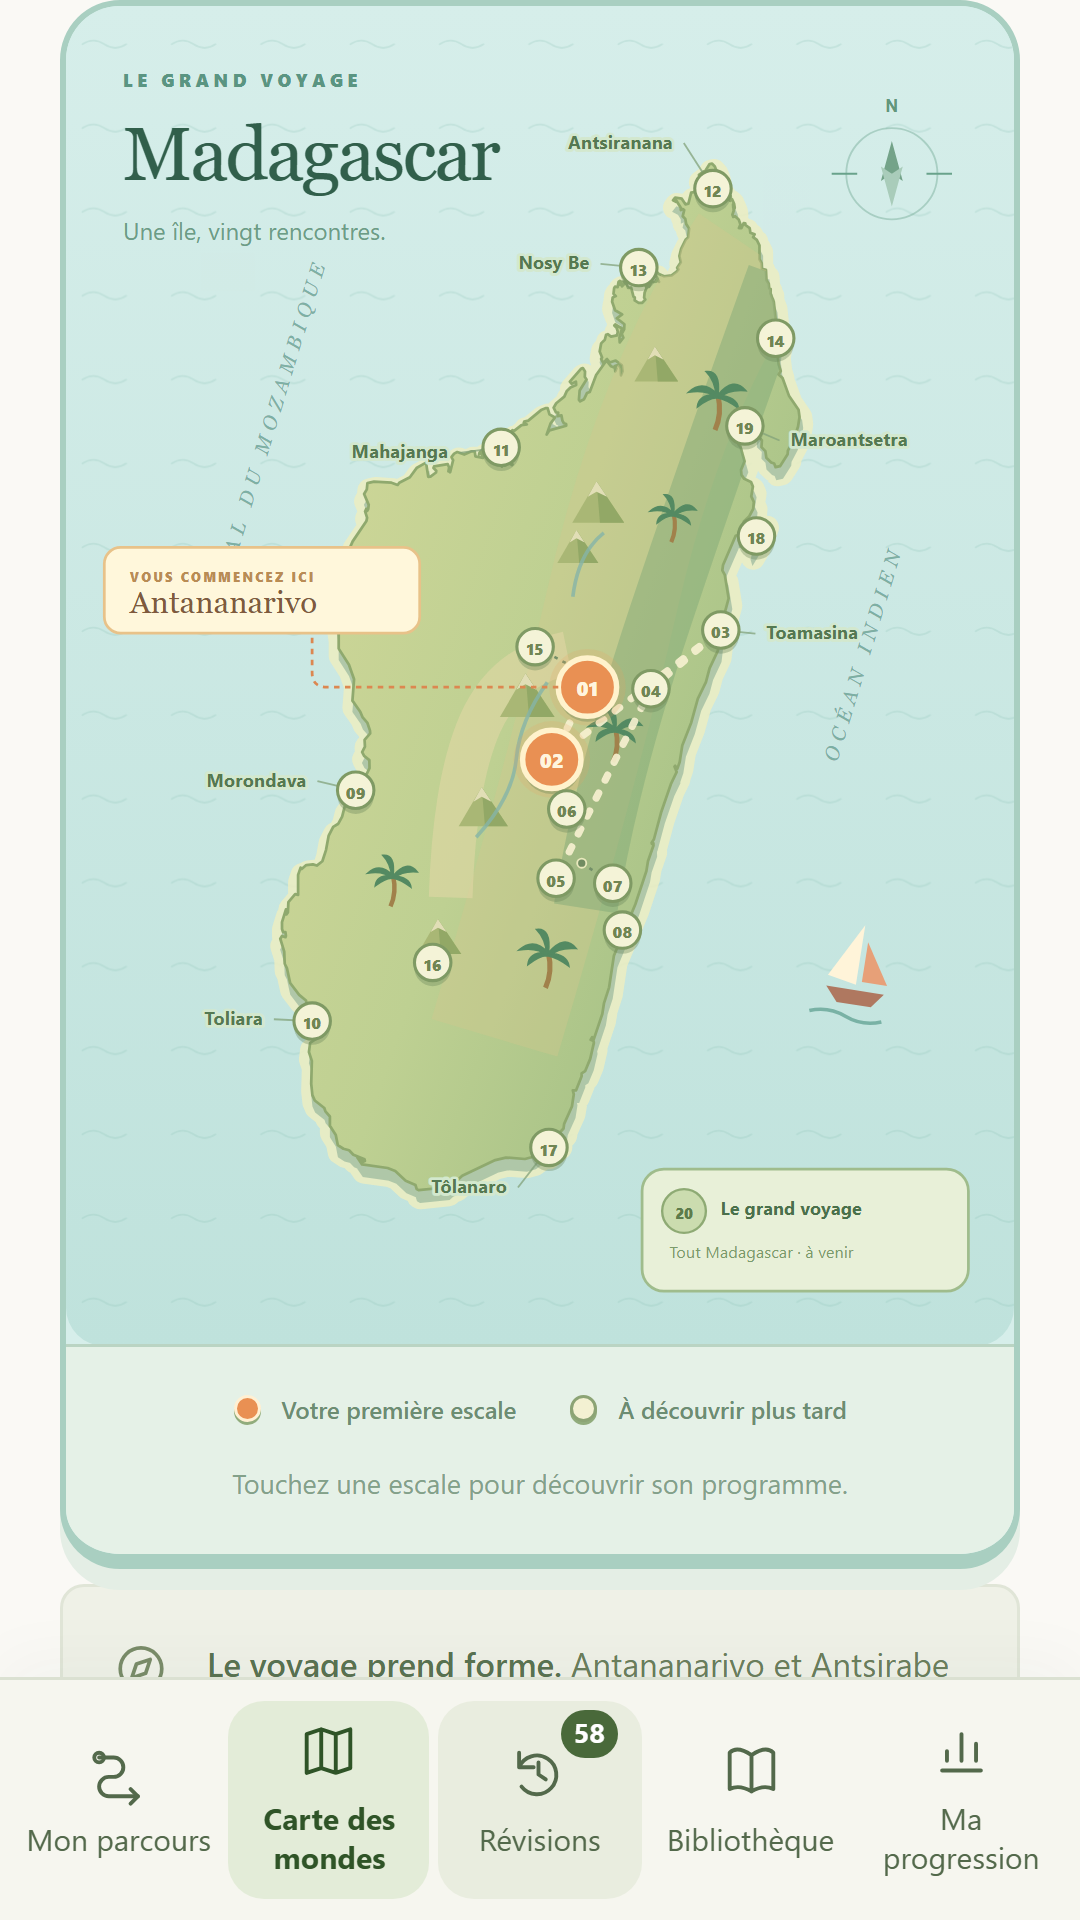 LE GRAND VOYAGE
Madagascar
Une île, vingt rencontres.
N
Antsiranana
12
Nosy Be
13
14
AL DU MOZAMBIQUE
19
Maroantsetra
Mahajanga
11
18
VOUS COMMENCEZ ICI
Antananarivo
OCÉAN INDIEN
03
Toamasina
15
01
04
02
Morondava
09
06
05
07
08
16
Toliara
10
17
Tôlanaro
20
Le grand voyage
Tout Madagascar · à venir
Votre première escale
À découvrir plus tard
Touchez une escale pour découvrir son programme.
Le voyage prend forme. Antananarivo et Antsirabe
58
Mon parcours
Carte des
mondes
Révisions
Bibliothèque
Ma
progression